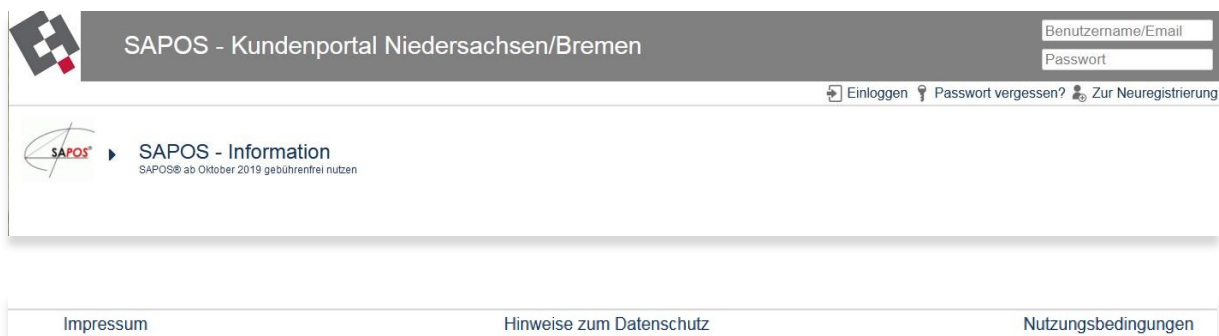 SAPOS - Kundenportal Niedersachsen/Bremen
Benutzername/Email
Passwort
Einloggen Passwort vergessen? Zur Neuregistrierung
SAPOS®
SAPOS - Information
SAPOS® ab Oktober 2019 gebührenfrei nutzen
Impressum Hinweise zum Datenschutz Nutzungsbedingungen